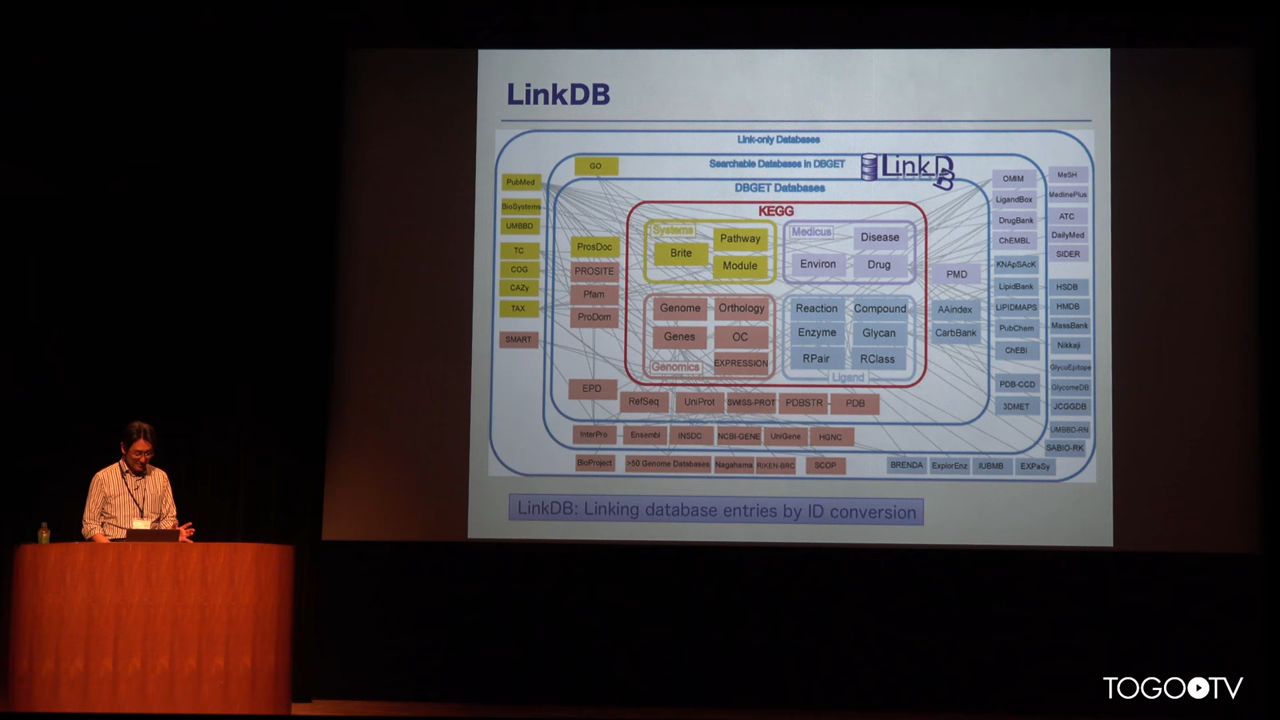 LinkDB
Link-only Databases
Searchable Databases in DBGET
LinkDB
DBGET Databases
KEGG
GO
PubMed
BioSystems
UMBBD
TC
COG
CAZy
TAX
SMART
ProsDoc
PROSITE
Pfam
ProDom
EPD
Systems
Pathway
Brite
Module
Medicus
Disease
Environ
Drug
Genome
Orthology
Genes
OC
EXPRESSION
Genomics
Reaction
Compound
Enzyme
Glycan
RPair
RClass
Ligand
PMD
AAindex
CarbBank
OMIM
LigandBox
DrugBank
ChEMBL
KNApSAcK
LipidBank
LIPIDMAPS
PubChem
ChEBI
PDB-CCD
3DMET
MeSH
MedlinePlus
ATC
DailyMed
SIDER
HSDB
HMDB
MassBank
Nikkaji
GlycoEpitope
GlycomeDB
JCGGDB
UMBBD-RN
SABIO-RK
RefSeq
UniProt
SWISS-PROT
PDBSTR
PDB
InterPro
Ensembl
INSDC
NCBI-GENE
UniGene
HGNC
BioProject
>50 Genome Databases
Nagahama
RIKEN-BRC
SCOP
BRENDA
ExplorEnz
IUBMB
EXPaSy
LinkDB: Linking database entries by ID conversion
TOGOTV